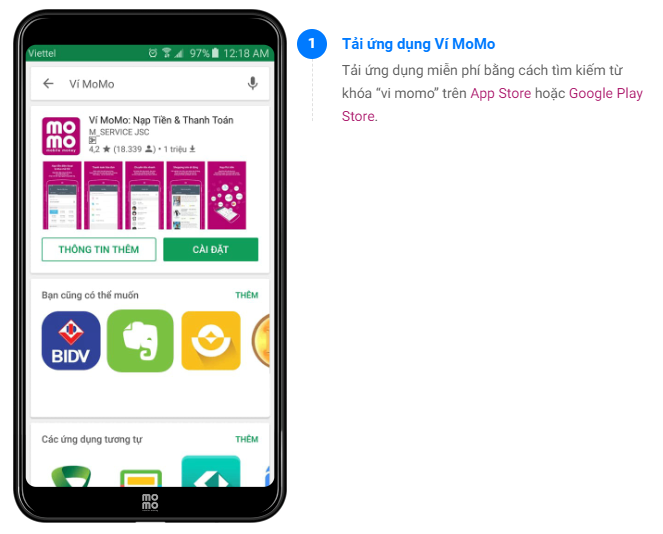 Viettel
97%
12:18 AM
Ví MoMo
mo
mo
mobile money
Ví MoMo: Nạp Tiền & Thanh Toán
M_SERVICE JSC
4,2 ★ (18.339) • 1 triệu
THÔNG TIN THÊM
CÀI ĐẶT
Bạn cũng có thể muốn
THÊM
BIDV
Các ứng dụng tương tự
THÊM
mo
mo
1
Tải ứng dụng Ví MoMo
Tải ứng dụng miễn phí bằng cách tìm kiếm từ
khóa “vi momo” trên App Store hoặc Google Play
Store.